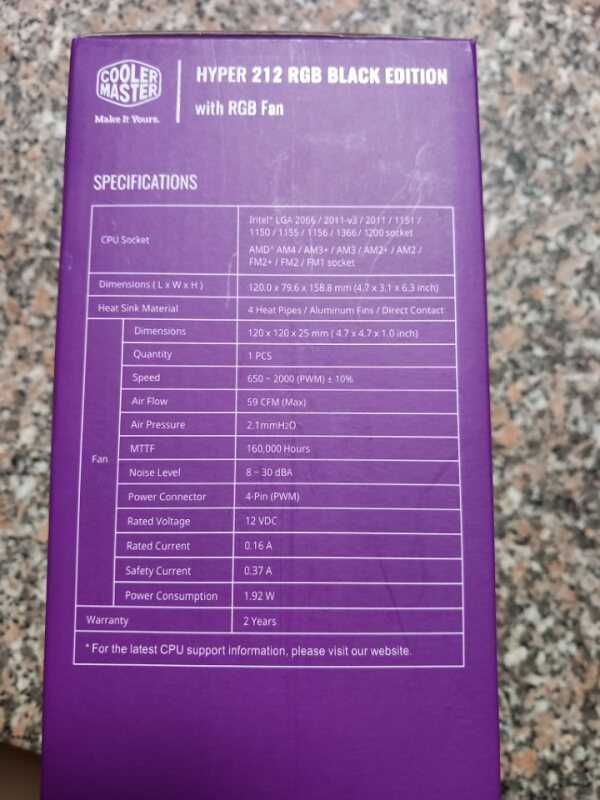 COOLER MASTER
Make It Yours.
HYPER 212 RGB BLACK EDITION
with RGB Fan
SPECIFICATIONS
CPU Socket
Intel® LGA 2066 / 2011-v3 / 2011 / 1151 /
1150 / 1155 / 1156 / 1366 / 1200 socket
AMD® AM4 / AM3+ / AM3 / AM2+ / AM2 /
FM2+ / FM2 / FM1 socket
Dimensions ( L x W x H ) 120.0 x 79.6 x 158.8 mm (4.7 x 3.1 x 6.3 inch)
Heat Sink Material 4 Heat Pipes / Aluminum Fins / Direct Contact
Fan
Dimensions 120 x 120 x 25 mm ( 4.7 x 4.7 x 1.0 inch)
Quantity 1 PCS
Speed 650 ~ 2000 (PWM) ± 10%
Air Flow 59 CFM (Max)
Air Pressure 2.1mmH2O
MTTF 160,000 Hours
Noise Level 8 ~ 30 dBA
Power Connector 4-Pin (PWM)
Rated Voltage 12 VDC
Rated Current 0.16 A
Safety Current 0.37 A
Power Consumption 1.92 W
Warranty 2 Years
* For the latest CPU support information, please visit our website.